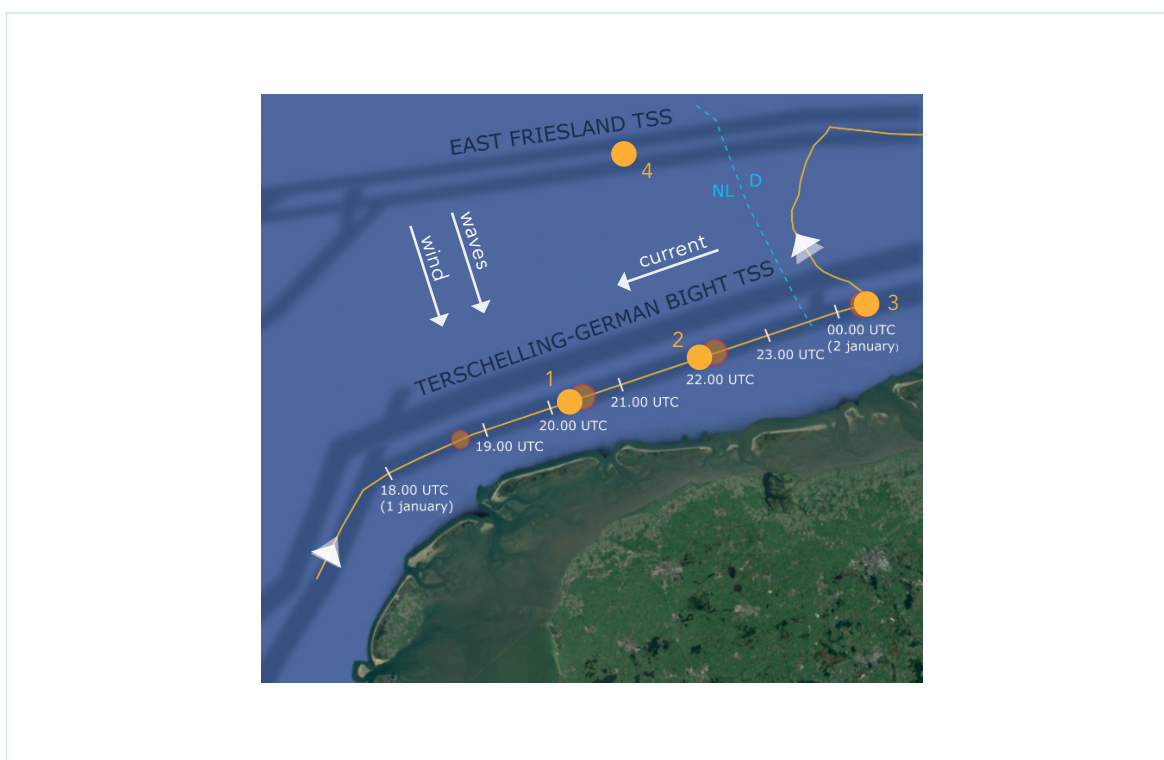 EAST FRIESLAND TSS
4
NL
D
wind
waves
current
TERSCHELLING-GERMAN BIGHT TSS
3
00.00 UTC
(2 january)
2
23.00 UTC
22.00 UTC
1
21.00 UTC
20.00 UTC
19.00 UTC
18.00 UTC
(1 january)